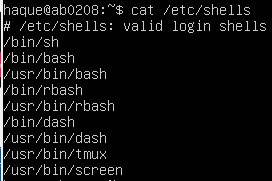 haque@ab0208:~$ cat /etc/shells
# /etc/shells: valid login shells
/bin/sh
/bin/bash
/usr/bin/bash
/bin/rbash
/usr/bin/rbash
/bin/dash
/usr/bin/dash
/usr/bin/tmux
/usr/bin/screen